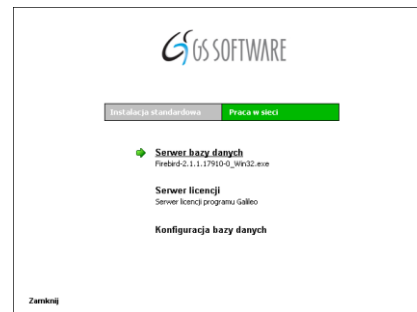 GS SOFTWARE
Instalacja standardowa Praca w sieci
Serwer bazy danych
Firebird-2.1.1.17910-0_Win32.exe
Serwer licencji
Serwer licencji programu Galileo
Konfiguracja bazy danych
Zamknij